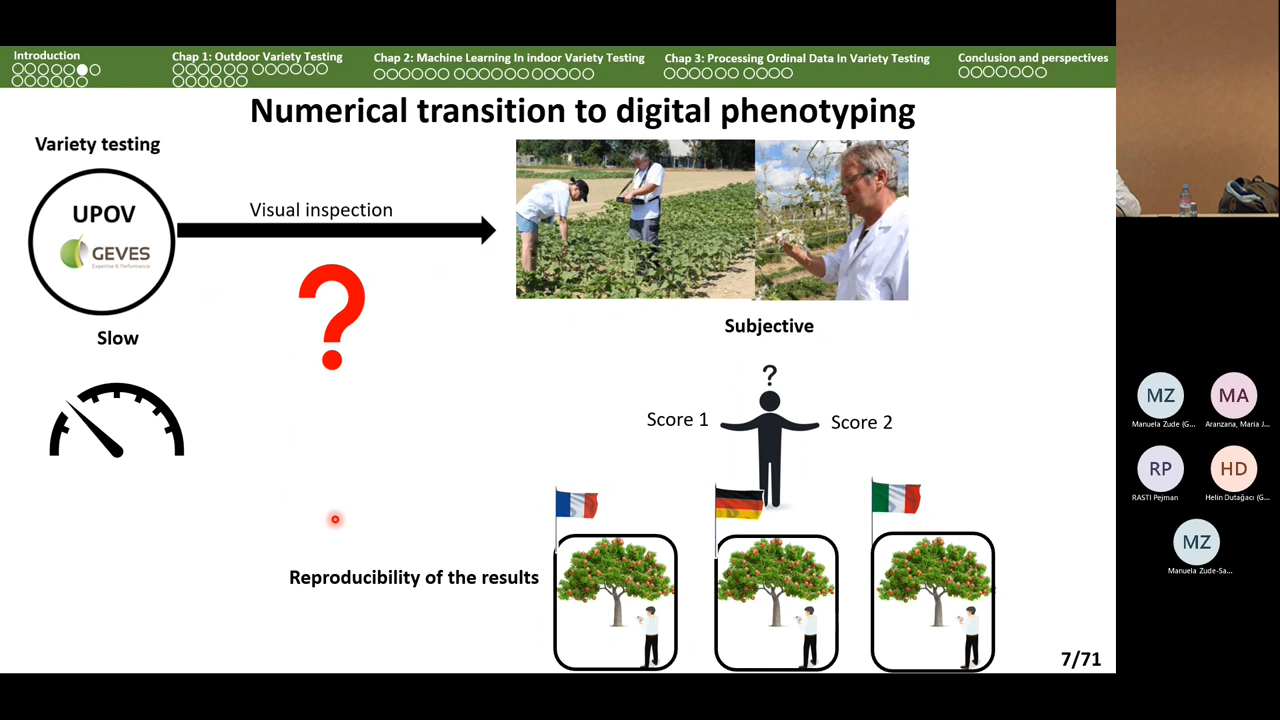 Introduction
Chap 1: Outdoor Variety Testing
Chap 2: Machine Learning In indoor Variety Testing
Chap 3: Processing Ordinal Data In Variety Testing
Conclusion and perspectives
Numerical transition to digital phenotyping
Variety testing
UPOV
GEVES
Expertise & Performance
Visual inspection
?
Slow
Subjective
?
Score 1
Score 2
Reproducibility of the results
7/71
MZ
Manuela Zude (G...
MA
Aranzana, Maria J...
RP
RASTI Pejman
HD
Helin Dutağacı (G...
MZ
Manuela Zude-Sa...